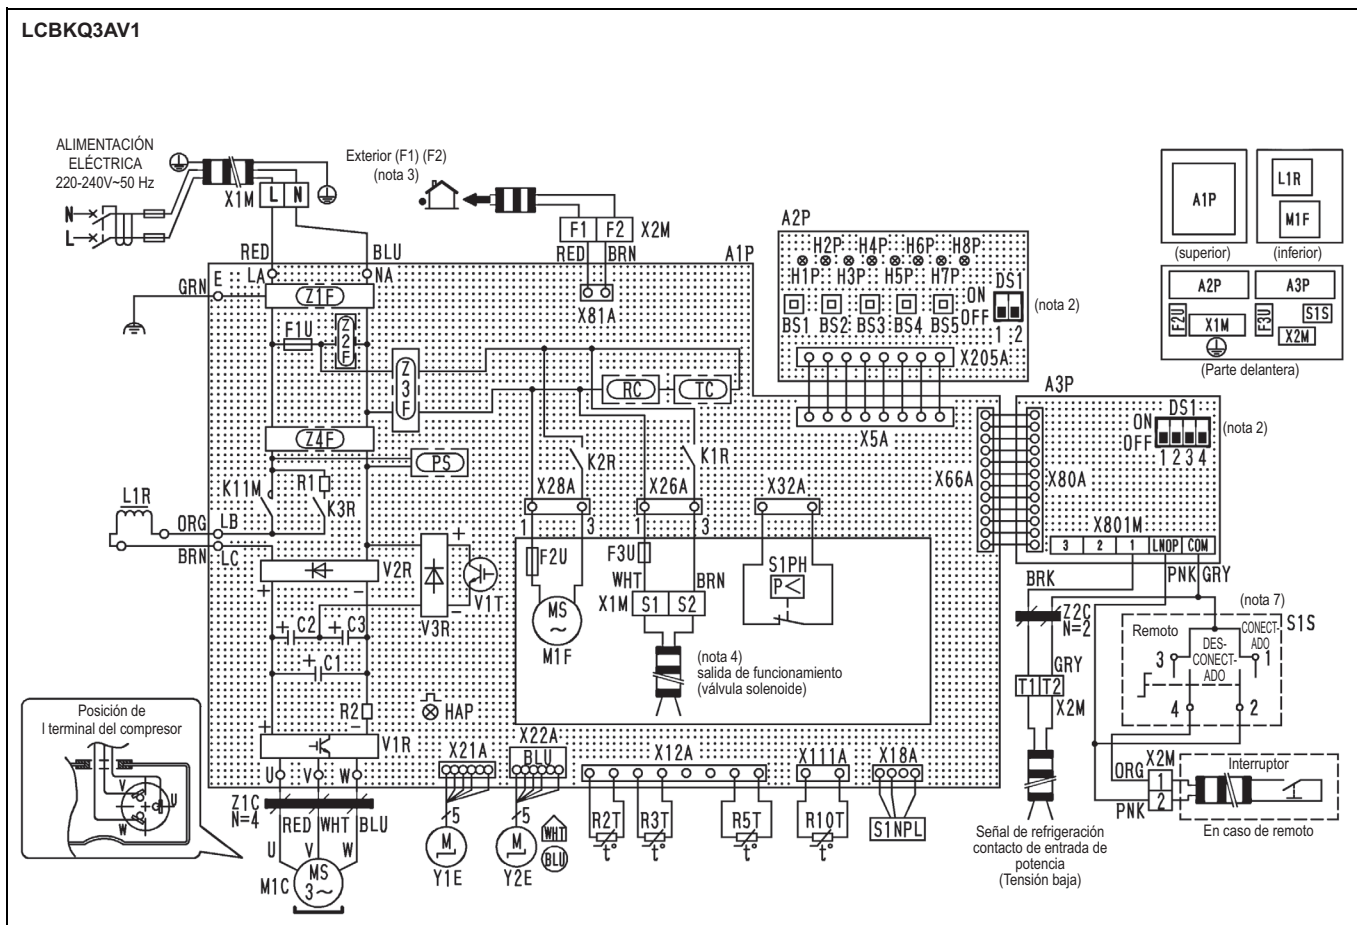 LCBKQ3AV1
ALIMENTACIÓN
ELÉCTRICA
220-240V~50 Hz
N
L
X1M
L N
RED
BLU
Exterior (F1) (F2)
(nota 3)
F1 F2
X2M
RED
BRN
X81A
A1P
GRN
E
LA
NA
Z1F
F1U
Z2F
Z3F
Z4F
PS
RC
TC
K11M
R1
K3R
L1R
ORG
LB
BRN
LC
V2R
+
-
C2
+
C3
+
C1
+
V3R
+
-
V1T
R2
+
-
V1R
HAP
A2P
H2P H4P H6P H8P
H1P H3P H5P H7P
BS1 BS2 BS3 BS4 BS5
DS1
ON
OFF
1 2
(nota 2)
X205A
X5A
A3P
DS1
ON
OFF
1 2 3 4
(nota 2)
X66A
X80A
X801M
3 2 1 LNOP COM
A1P
(superior)
L1R
M1F
(inferior)
A2P
A3P
F2U
X1M
F3U
S1S
X2M
(Parte delantera)
K2R
K1R
X28A
1
3
X26A
1
3
X32A
F2U
MS
~
M1F
F3U
WHT
BRN
X1M
S1 S2
(nota 4)
salida de funcionamiento
(válvula solenoide)
S1PH
P<
BRK
PNK
GRY
Z2C
N=2
GRY
T1 T2
X2M
Señal de refrigeración
contacto de entrada de
potencia
(Tensión baja)
(nota 7)
S1S
Remoto
DES-
CONECT-
ADO
CONECT-
ADO
3
1
4
2
X2M
ORG
1
2
PNK
Interruptor
En caso de remoto
Posición de
l terminal del compresor
V
U
W
U
V
W
Z1C
N=4
RED
WHT
BLU
U
V
W
MS
3~
M1C
X21A
5
M
Y1E
X22A
BLU
5
M
Y2E
WHT
BLU
X12A
R2T
t°
R3T
t°
R5T
t°
X111A
R10T
t°
X18A
S1NPL